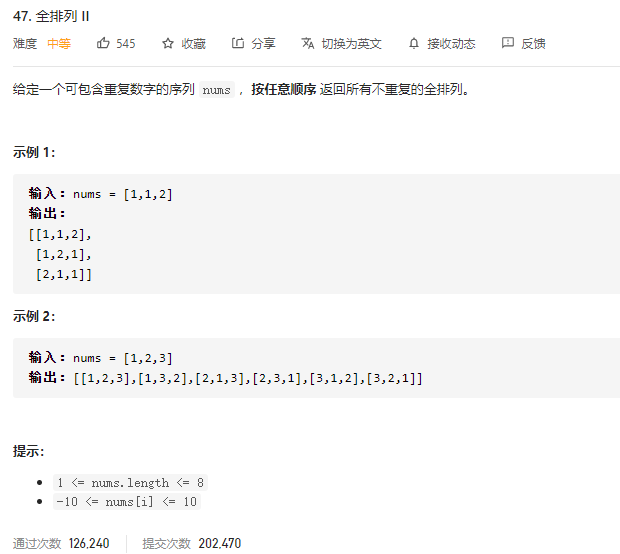 47. 全排列 II
难度 中等 545 收藏 分享 切换为英文 接收动态 反馈
给定一个可包含重复数字的序列 nums ，按任意顺序 返回所有不重复的全排列。
示例 1：
输入：nums = [1,1,2]
输出：
[[1,1,2],
[1,2,1],
[2,1,1]]
示例 2：
输入：nums = [1,2,3]
输出：[[1,2,3],[1,3,2],[2,1,3],[2,3,1],[3,1,2],[3,2,1]]
提示：
1 <= nums.length <= 8
-10 <= nums[i] <= 10
通过次数 126,240 提交次数 202,470